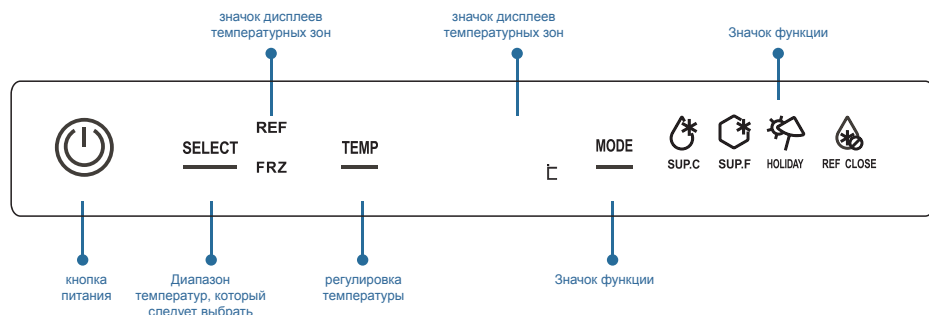 значок дисплеев
температурных зон
значок дисплеев
температурных зон
Значок функции
REF
SELECT
FRZ
TEMP
MODE
SUP.C
SUP.F
HOLIDAY
REF CLOSE
кнопка
питания
Диапазон
температур, который
следует выбрать
регулировка
температуры
Значок функции